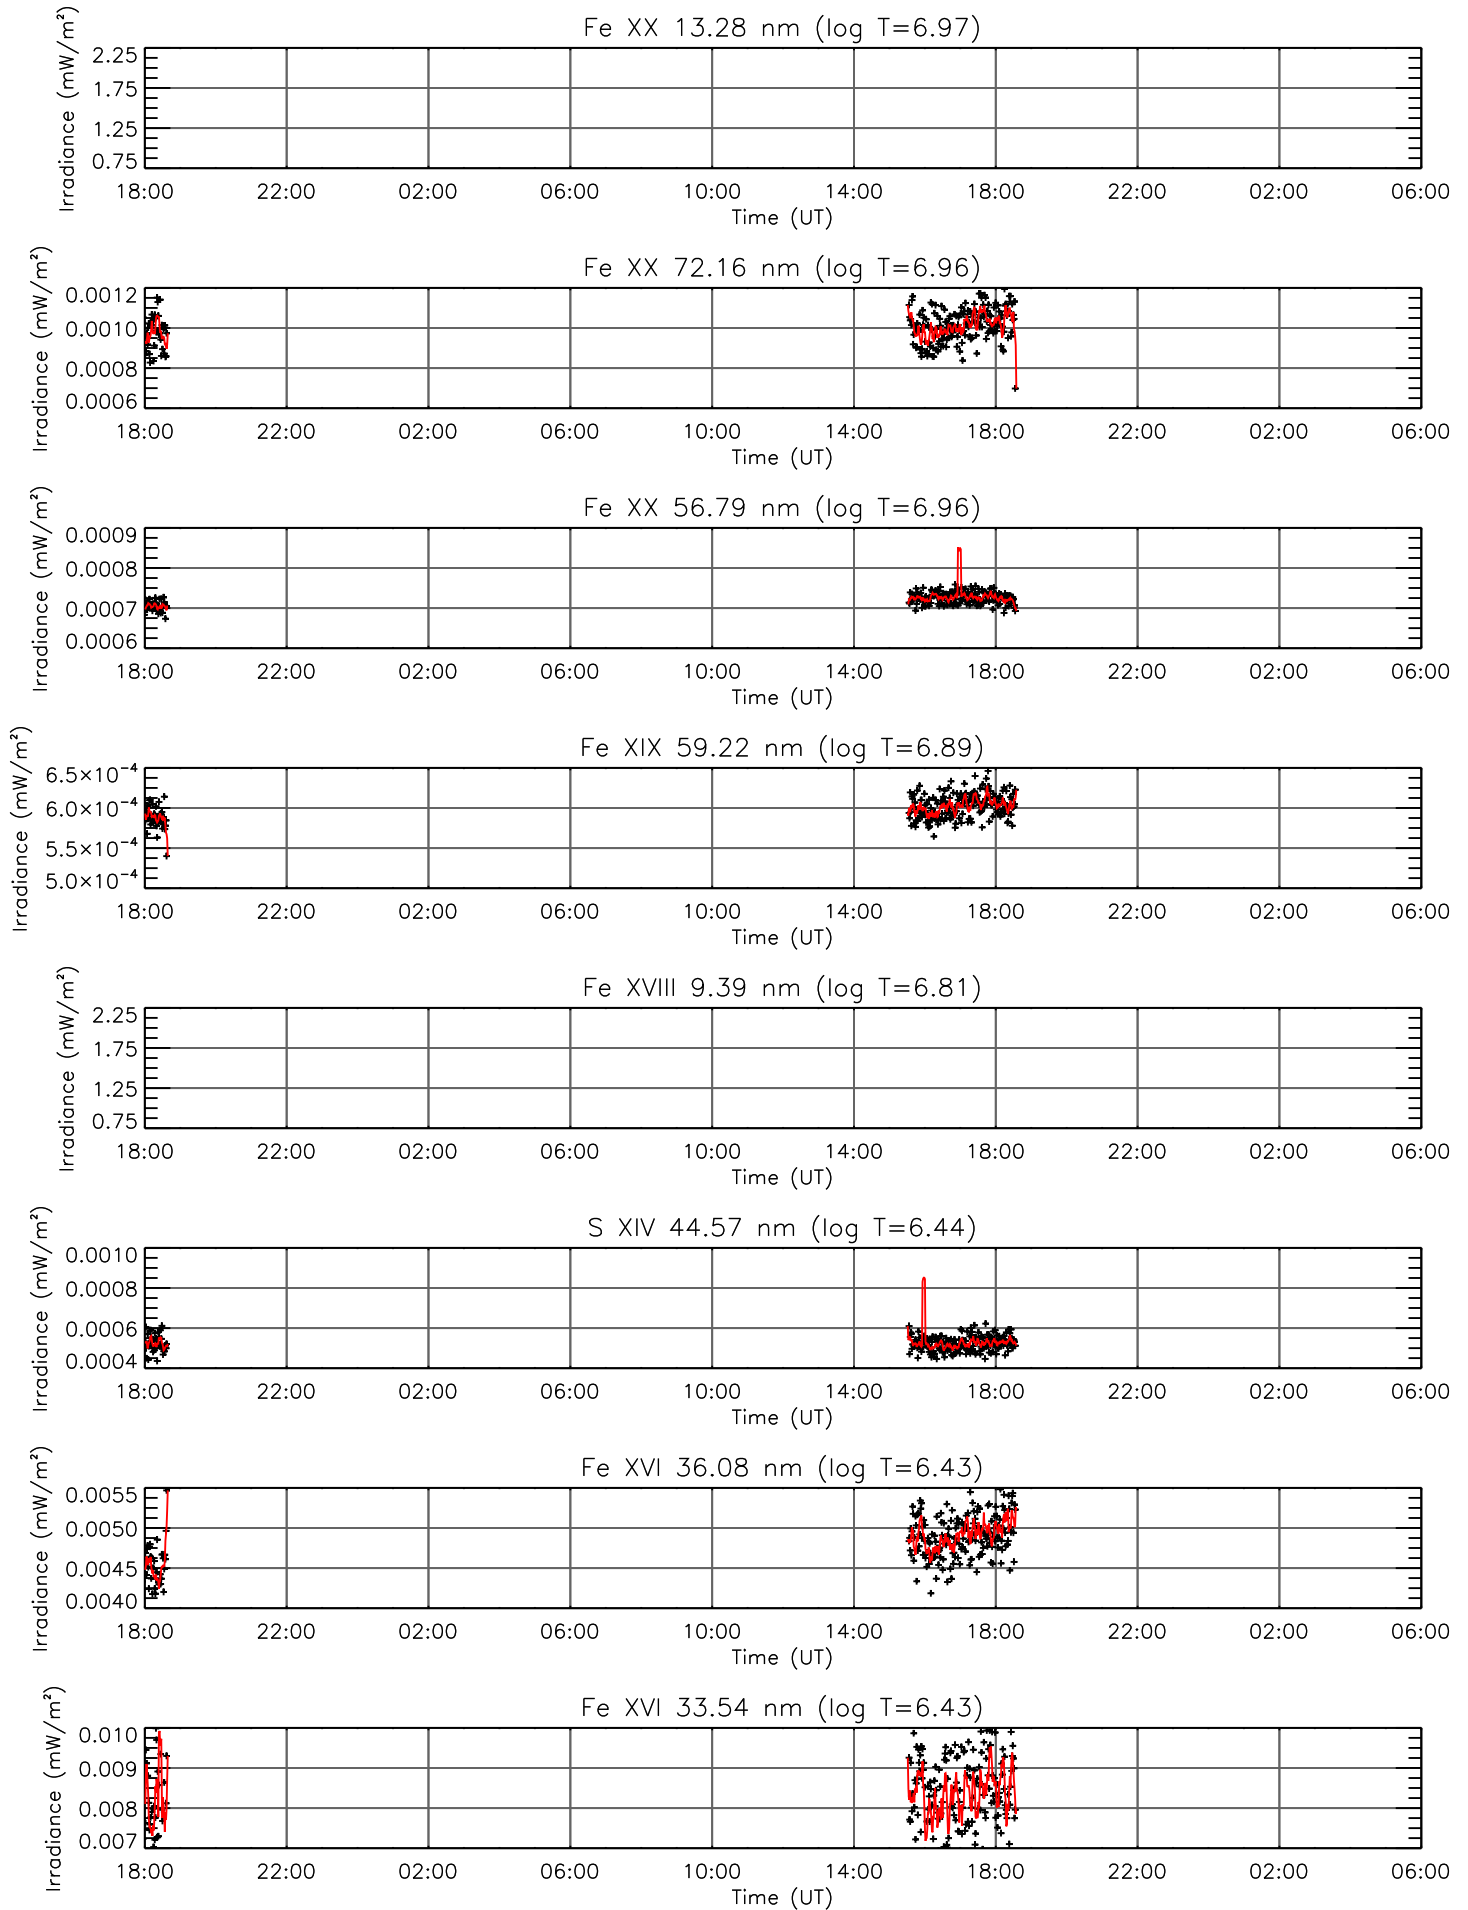 Fe XX 13.28 nm (log T=6.97)
Irradiance (mW/m²)
2.25
1.75
1.25
0.75
18:00 22:00 02:00 06:00 10:00 14:00 18:00 22:00 02:00 06:00
Time (UT)
Fe XX 72.16 nm (log T=6.96)
Irradiance (mW/m²)
0.0012
0.0010
0.0008
0.0006
18:00 22:00 02:00 06:00 10:00 14:00 18:00 22:00 02:00 06:00
Time (UT)
Fe XX 56.79 nm (log T=6.96)
Irradiance (mW/m²)
0.0009
0.0008
0.0007
0.0006
18:00 22:00 02:00 06:00 10:00 14:00 18:00 22:00 02:00 06:00
Time (UT)
Fe XIX 59.22 nm (log T=6.89)
Irradiance (mW/m²)
6.5×10⁻⁴
6.0×10⁻⁴
5.5×10⁻⁴
5.0×10⁻⁴
18:00 22:00 02:00 06:00 10:00 14:00 18:00 22:00 02:00 06:00
Time (UT)
Fe XVIII 9.39 nm (log T=6.81)
Irradiance (mW/m²)
2.25
1.75
1.25
0.75
18:00 22:00 02:00 06:00 10:00 14:00 18:00 22:00 02:00 06:00
Time (UT)
S XIV 44.57 nm (log T=6.44)
Irradiance (mW/m²)
0.0010
0.0008
0.0006
0.0004
18:00 22:00 02:00 06:00 10:00 14:00 18:00 22:00 02:00 06:00
Time (UT)
Fe XVI 36.08 nm (log T=6.43)
Irradiance (mW/m²)
0.0055
0.0050
0.0045
0.0040
18:00 22:00 02:00 06:00 10:00 14:00 18:00 22:00 02:00 06:00
Time (UT)
Fe XVI 33.54 nm (log T=6.43)
Irradiance (mW/m²)
0.010
0.009
0.008
0.007
18:00 22:00 02:00 06:00 10:00 14:00 18:00 22:00 02:00 06:00
Time (UT)